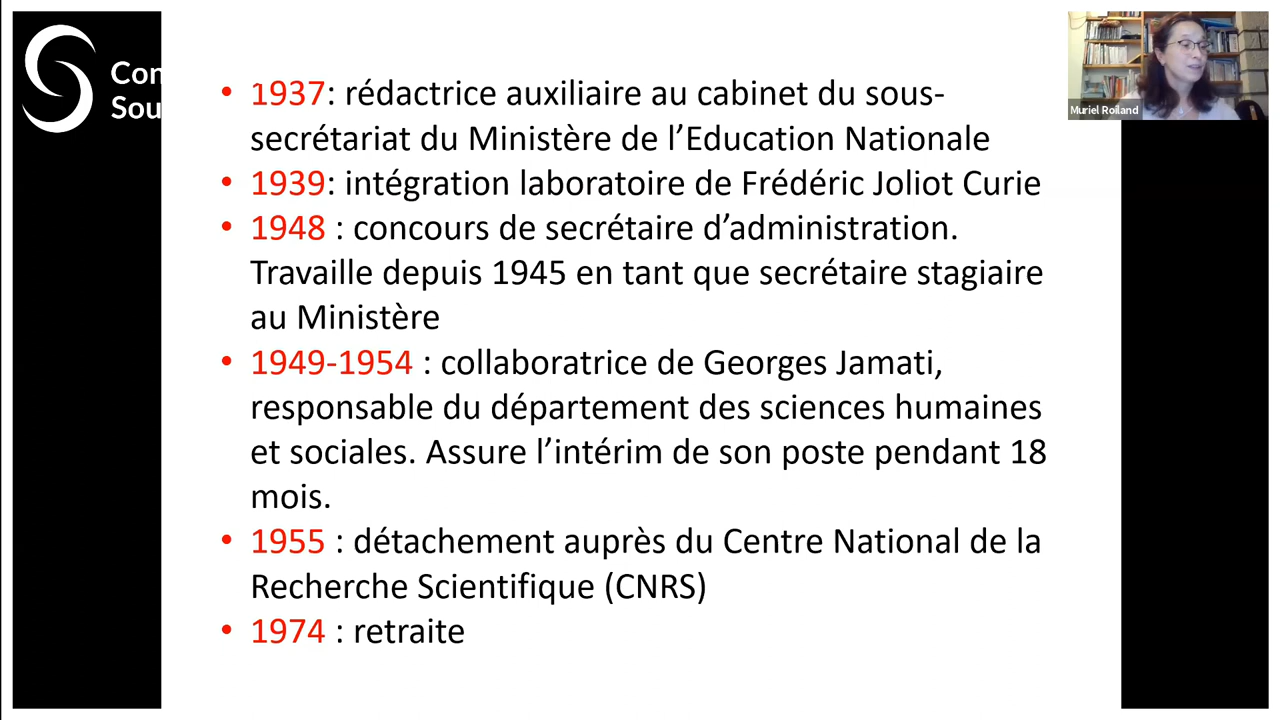 Con
Sou
• 1937: rédactrice auxiliaire au cabinet du sous-
secrétariat du Ministère de l’Education Nationale
• 1939: intégration laboratoire de Frédéric Joliot Curie
• 1948 : concours de secrétaire d’administration.
Travaille depuis 1945 en tant que secrétaire stagiaire
au Ministère
• 1949-1954 : collaboratrice de Georges Jamati,
responsable du département des sciences humaines
et sociales. Assure l’intérim de son poste pendant 18
mois.
• 1955 : détachement auprès du Centre National de la
Recherche Scientifique (CNRS)
• 1974 : retraite
Muriel Roiland